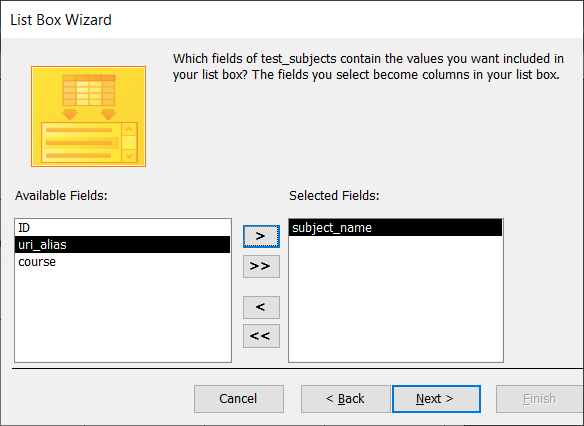 List Box Wizard
Which fields of test_subjects contain the values you want included in
your list box? The fields you select become columns in your list box.
Available Fields:
Selected Fields:
ID
uri_alias
course
>
>>
<
<<
subject_name
Cancel
< Back
Next >
Finish